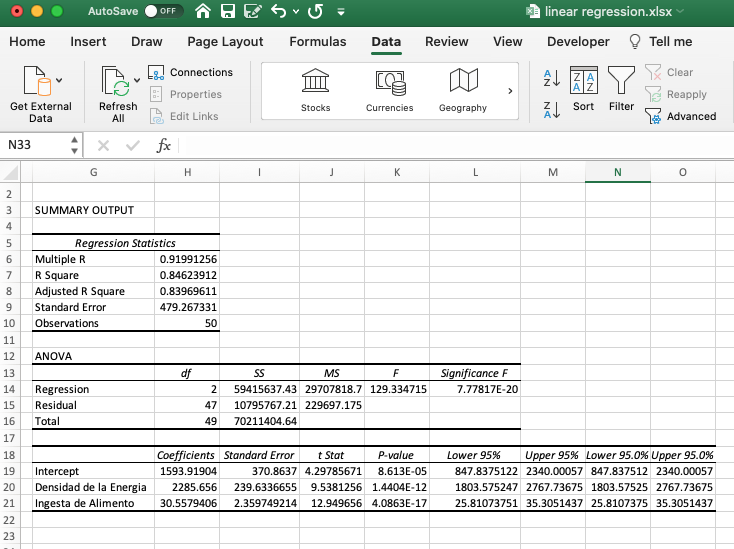 AutoSave OFF linear regression.xlsx
Home Insert Draw Page Layout Formulas Data Review View Developer Tell me
Get External Data
Refresh All
Connections
Properties
Edit Links
Stocks Currencies Geography
Sort Filter
Clear
Reapply
Advanced
N33 fx
G H I J K L M N O
2
3 SUMMARY OUTPUT
4
5 Regression Statistics
6 Multiple R 0.91991256
7 R Square 0.84623912
8 Adjusted R Square 0.83969611
9 Standard Error 479.267331
10 Observations 50
11
12 ANOVA
13 df SS MS F Significance F
14 Regression 2 59415637.43 29707818.7 129.334715 7.77817E-20
15 Residual 47 10795767.21 229697.175
16 Total 49 70211404.64
17
18 Coefficients Standard Error t Stat P-value Lower 95% Upper 95% Lower 95.0% Upper 95.0%
19 Intercept 1593.91904 370.8637 4.29785671 8.613E-05 847.8375122 2340.00057 847.837512 2340.00057
20 Densidad de la Energia 2285.656 239.6336655 9.5381256 1.4404E-12 1803.575247 2767.73675 1803.57525 2767.73675
21 Ingesta de Alimento 30.5579406 2.359749214 12.949656 4.0863E-17 25.81073751 35.3051437 25.8107375 35.3051437
22
23